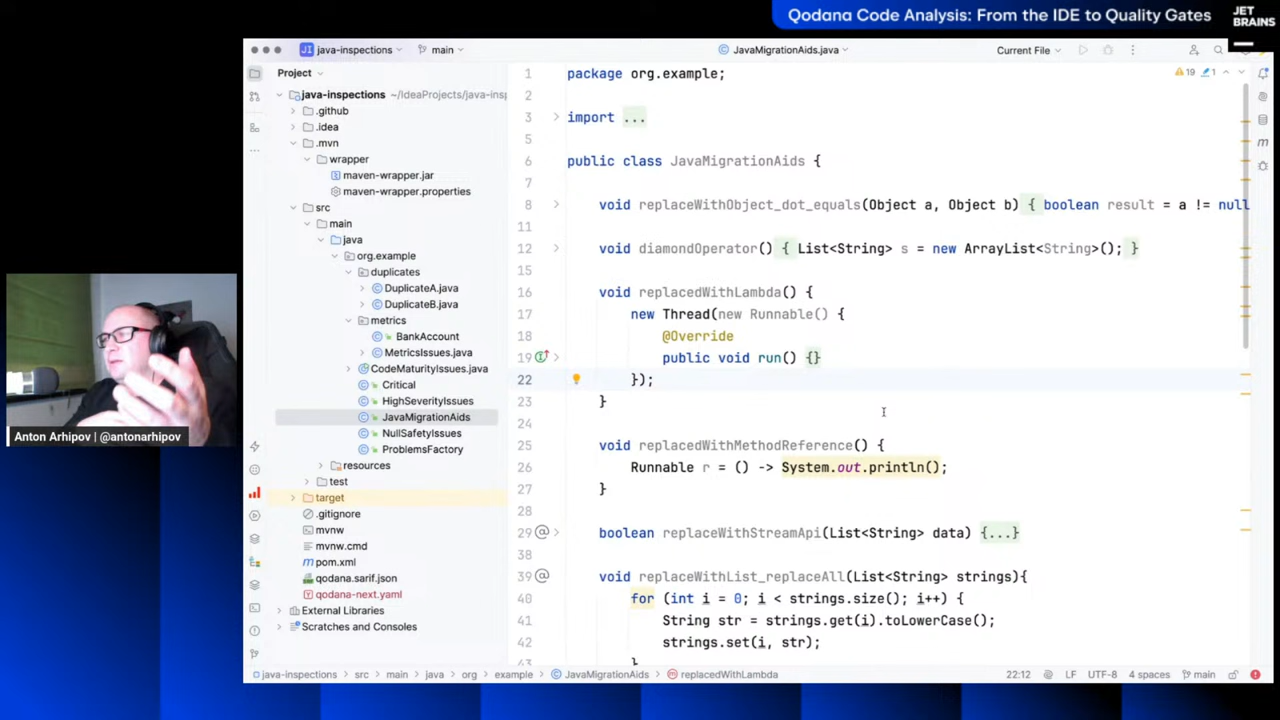 Qodana Code Analysis: From the IDE to Quality Gates
JET
BRAINS
JI java-inspections
main
JavaMigrationAids.java
Current File
Project
java-inspections ~/IdeaProjects/java-insp
.github
.idea
.mvn
wrapper
maven-wrapper.jar
maven-wrapper.properties
src
main
java
org.example
duplicates
DuplicateA.java
DuplicateB.java
metrics
BankAccount
MetricsIssues.java
CodeMaturityIssues.java
Critical
HighSeverityIssues
JavaMigrationAids
NullSafetyIssues
ProblemsFactory
resources
test
target
.gitignore
mvnw
mvnw.cmd
pom.xml
qodana.sarif.json
qodana-next.yaml
External Libraries
Scratches and Consoles
19 1
1 package org.example;
2
3 import ...
5
6 public class JavaMigrationAids {
7
8 void replaceWithObject_dot_equals(Object a, Object b) { boolean result = a != null
11
12 void diamondOperator() { List<String> s = new ArrayList<String>(); }
15
16 void replacedWithLambda() {
17 new Thread(new Runnable() {
18 @Override
19 public void run() {}
22 });
23 }
24
25 void replacedWithMethodReference() {
26 Runnable r = () -> System.out.println();
27 }
28
29 boolean replaceWithStreamApi(List<String> data) {...}
38
39 void replaceWithList_replaceAll(List<String> strings){
40 for (int i = 0; i < strings.size(); i++) {
41 String str = strings.get(i).toLowerCase();
42 strings.set(i, str);
43 }
Anton Arhipov | @antonarhipov
java-inspections > src > main > java > org > example > JavaMigrationAids > replacedWithLambda
22:12 LF UTF-8 4 spaces main